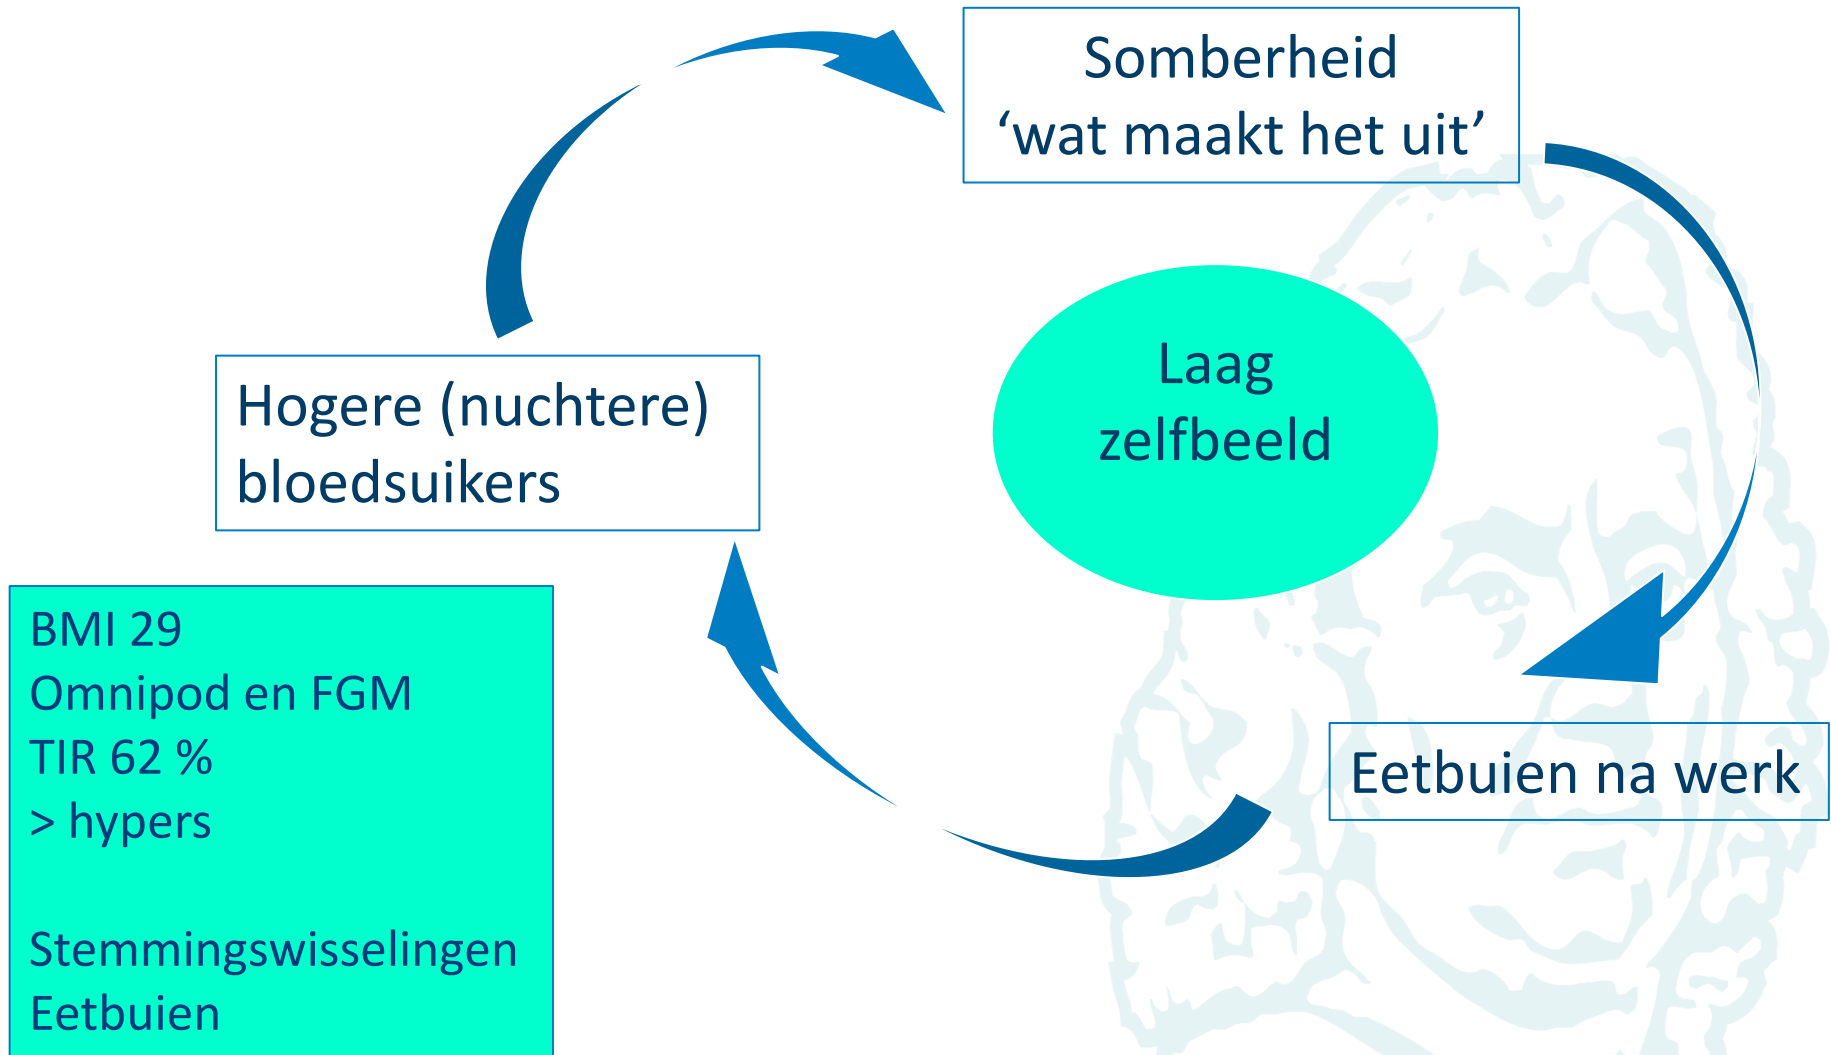 Somberheid
‘wat maakt het uit’
Laag
zelfbeeld
Hogere (nuchtere)
bloedsuikers
Eetbuien na werk
BMI 29
Omnipod en FGM
TIR 62 %
> hypers
Stemmingswisselingen
Eetbuien